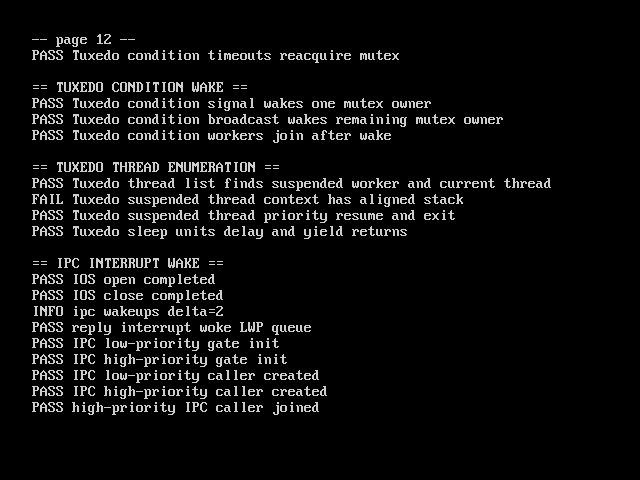 -- page 12 --
PASS Tuxedo condition timeouts reacquire mutex
== TUXEDO CONDITION WAKE ==
PASS Tuxedo condition signal wakes one mutex owner
PASS Tuxedo condition broadcast wakes remaining mutex owner
PASS Tuxedo condition workers join after wake
== TUXEDO THREAD ENUMERATION ==
PASS Tuxedo thread list finds suspended worker and current thread
FAIL Tuxedo suspended thread context has aligned stack
PASS Tuxedo suspended thread priority resume and exit
PASS Tuxedo sleep units delay and yield returns
== IPC INTERRUPT WAKE ==
PASS IOS open completed
PASS IOS close completed
INFO ipc wakeups delta=2
PASS reply interrupt woke LWP queue
PASS IPC low-priority gate init
PASS IPC high-priority gate init
PASS IPC low-priority caller created
PASS IPC high-priority caller created
PASS high-priority IPC caller joined